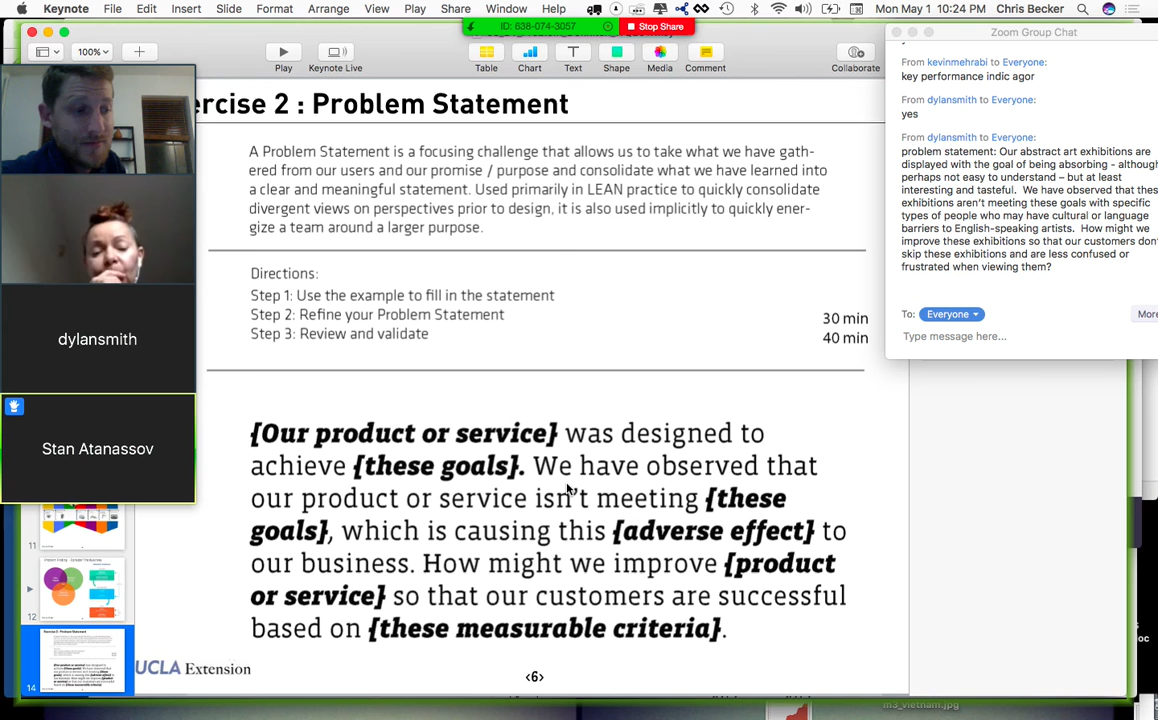 Keynote File Edit Insert Slide Format Arrange View Play Share Window Help
Mon May 1 10:24 PM Chris Becker
ID: 638-074-3057 Stop Share
100%
Play Keynote Live Table Chart Text Shape Media Comment Collaborate
ercise 2 : Problem Statement
A Problem Statement is a focusing challenge that allows us to take what we have gath-
ered from our users and our promise / purpose and consolidate what we have learned into
a clear and meaningful statement. Used primarily in LEAN practice to quickly consolidate
divergent views on perspectives prior to design, it is also used implicitly to quickly ener-
gize a team around a larger purpose.
Directions:
Step 1: Use the example to fill in the statement
Step 2: Refine your Problem Statement
Step 3: Review and validate
30 min
40 min
{Our product or service} was designed to
achieve {these goals}. We have observed that
our product or service isn't meeting {these
goals}, which is causing this {adverse effect} to
our business. How might we improve {product
or service} so that our customers are successful
based on {these measurable criteria}.
UCLA Extension
‹6›
dylansmith
Stan Atanassov
11
12
14
Zoom Group Chat
From kevinmehrabi to Everyone:
key performance indic agor
From dylansmith to Everyone:
yes
From dylansmith to Everyone:
problem statement: Our abstract art exhibitions are
displayed with the goal of being absorbing - although
perhaps not easy to understand – but at least
interesting and tasteful. We have observed that thes
exhibitions aren't meeting these goals with specific
types of people who may have cultural or language
barriers to English-speaking artists. How might we
improve these exhibitions so that our customers don'
skip these exhibitions and are less confused or
frustrated when viewing them?
To: Everyone
More
Type message here...
m3_vietnam.jpg